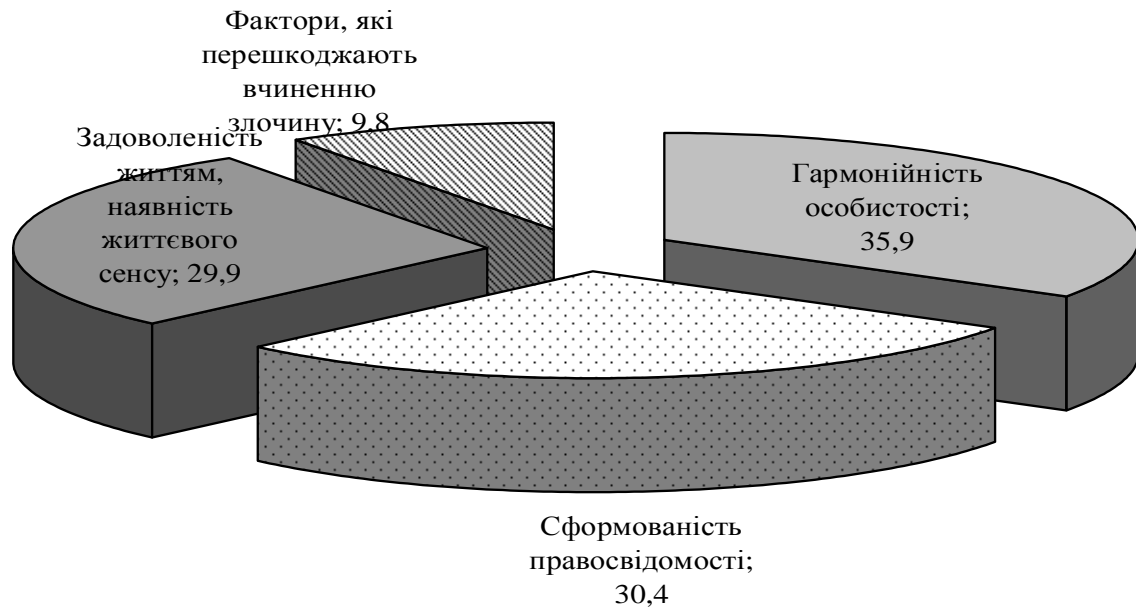 Фактори, які
перешкоджають
вчиненню
злочину; 9,8
Задоволеність
життям,
наявність
життєвого
сенсу; 29,9
Гармонійність
особистості;
35,9
Сформованість
правосвідомості;
30,4